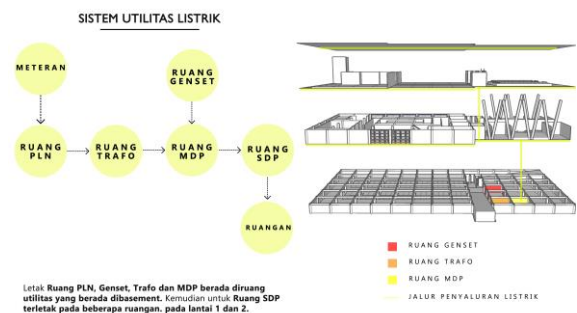 SISTEM UTILITAS LISTRIK
METERAN
RUANG
GENSET
RUANG
PLN
RUANG
TRAFO
RUANG
MDP
RUANG
SDP
RUANGAN
Letak Ruang PLN, Genset, Trafo dan MDP berada diruang
utilitas yang berada dibasement. Kemudian untuk Ruang SDP
terletak pada beberapa ruangan. pada lantai 1 dan 2.
RUANG GENSET
RUANG TRAFO
RUANG MDP
JALUR PENYALURAN LISTRIK